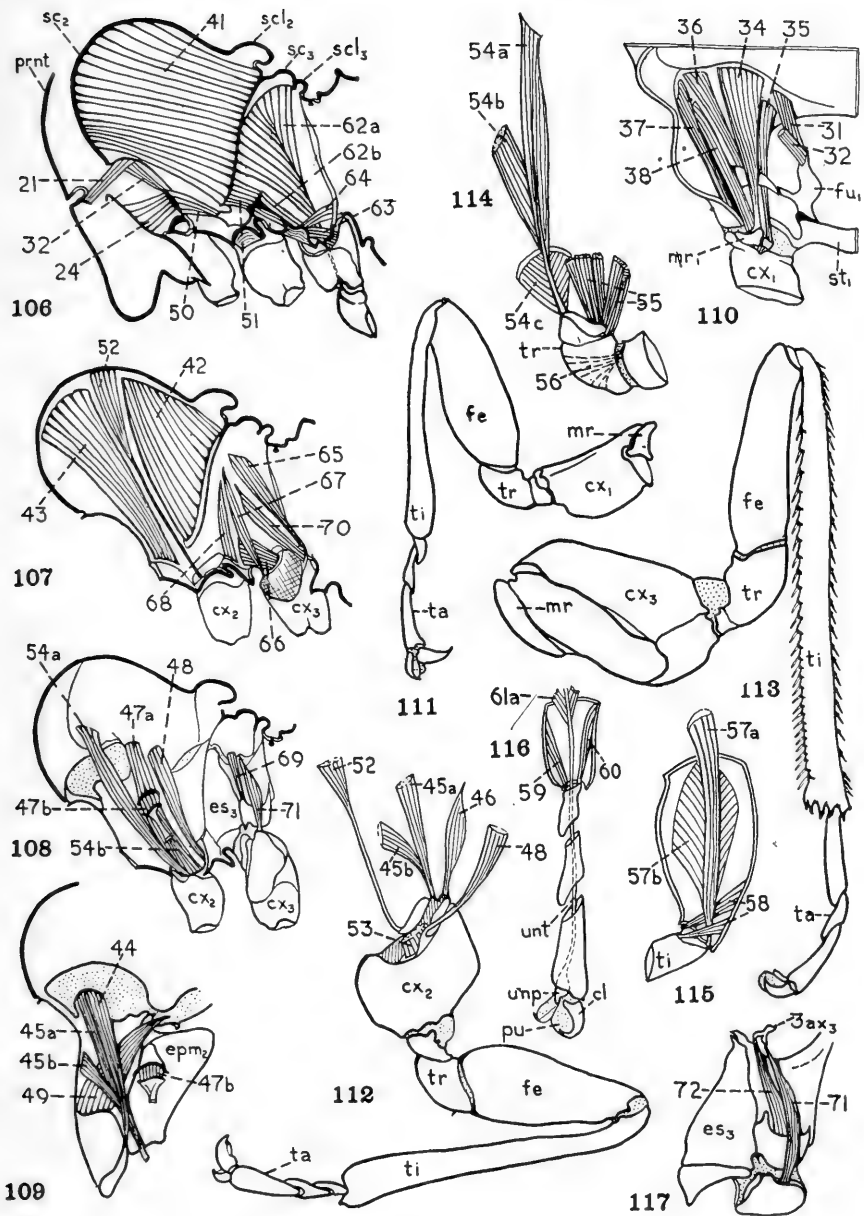 sc₂
41
scl₂
sc₃
scl₃
prnt
62a
62b
64
63
21
32
24
50
51
106
54a
54b
114
54c
55
tr
56
36
34
35
37
31
38
32
fu₁
mr₁
cx₁
st₁
110
52
42
65
67
43
70
68
66
cx₂
cx₃
107
fe
mr
tr
cx₁
ti
ta
111
fe
cx₃
tr
mr
ti
113
ta
54a
47a
48
69
47b
es₃
71
54b
cx₂
cx₃
108
61a
116
60
59
unt
unp
cl
pu
57a
57b
58
ti
115
52
45a
46
45b
48
53
cx₂
tr
fe
112
ta
ti
44
45a
45b
epm₂
49
47b
109
3ax₃
72
71
es₃
117